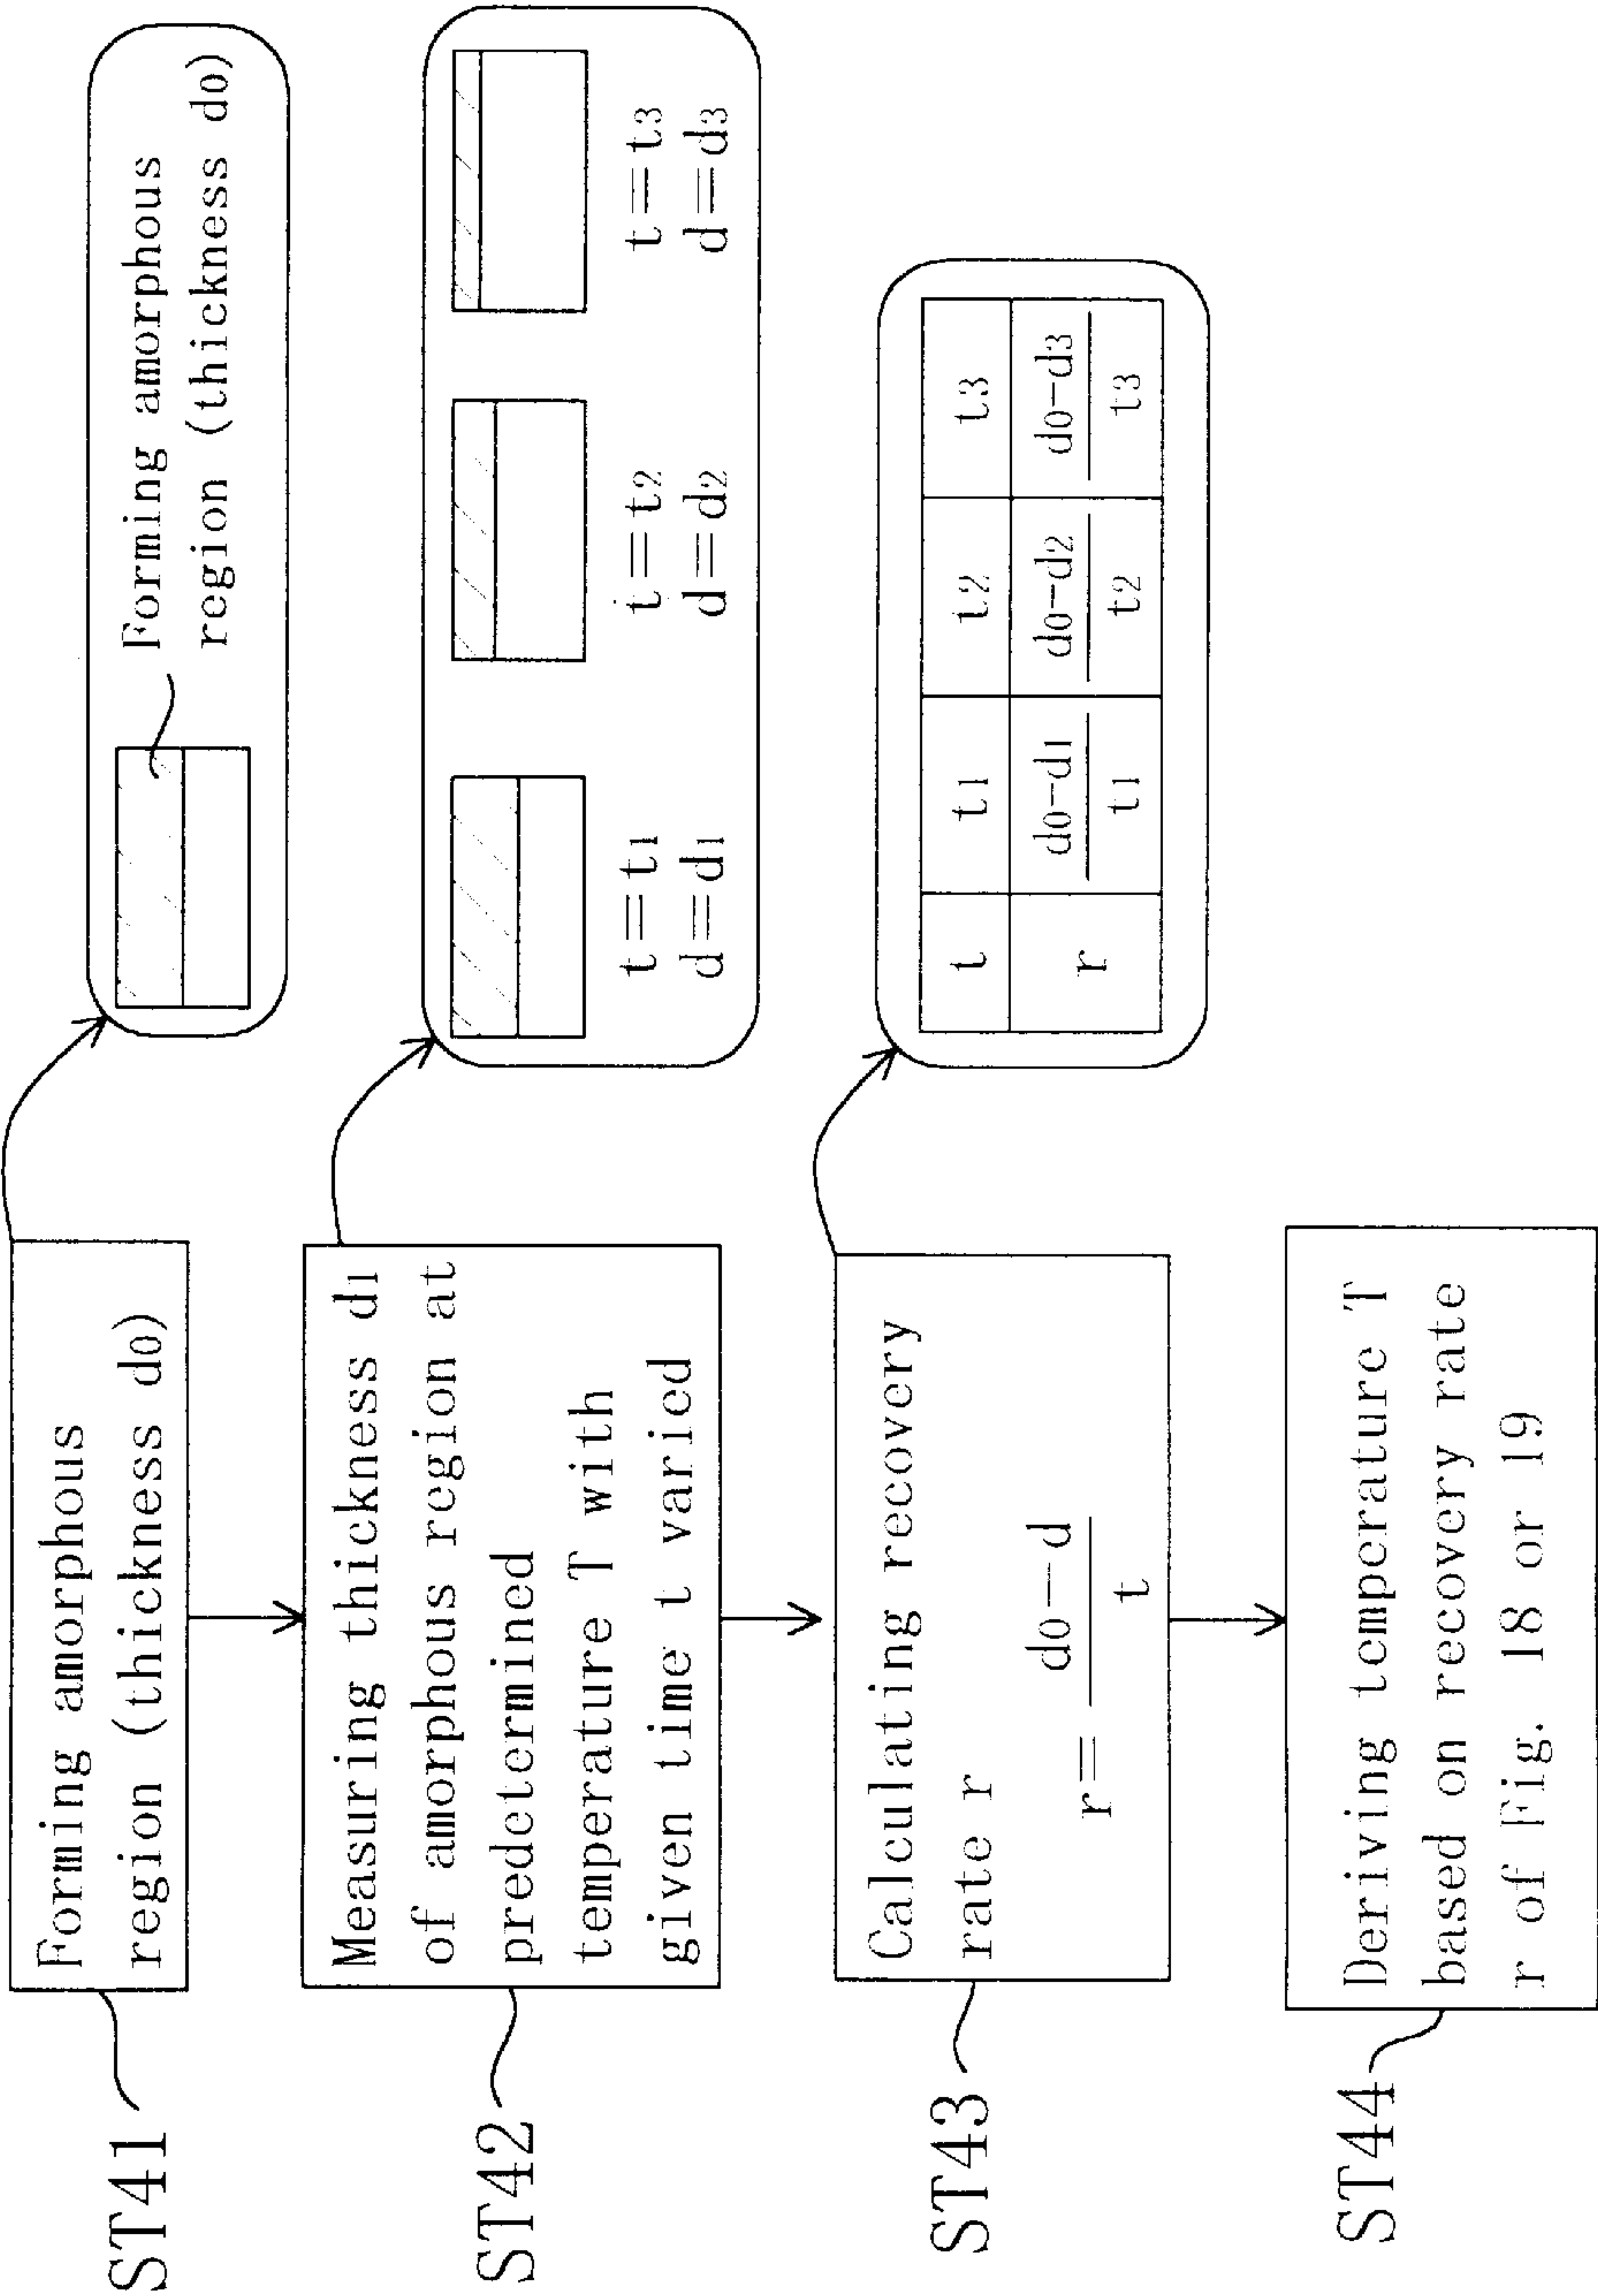 ST41
Forming amorphous
region (thickness d0)
Forming amorphous
region (thickness d0)
ST42
Measuring thickness d1
of amorphous region at
predetermined
temperature T with
given time t varied
t=t1
d=d1
t=t2
d=d2
t=t3
d=d3
ST43
Calculating recovery
rate r
r= d0-d
t
t t1 t2 t3
r d0-d1 d0-d2 d0-d3
t1 t2 t3
ST44
Deriving temperature T
based on recovery rate
r of Fig. 18 or 19